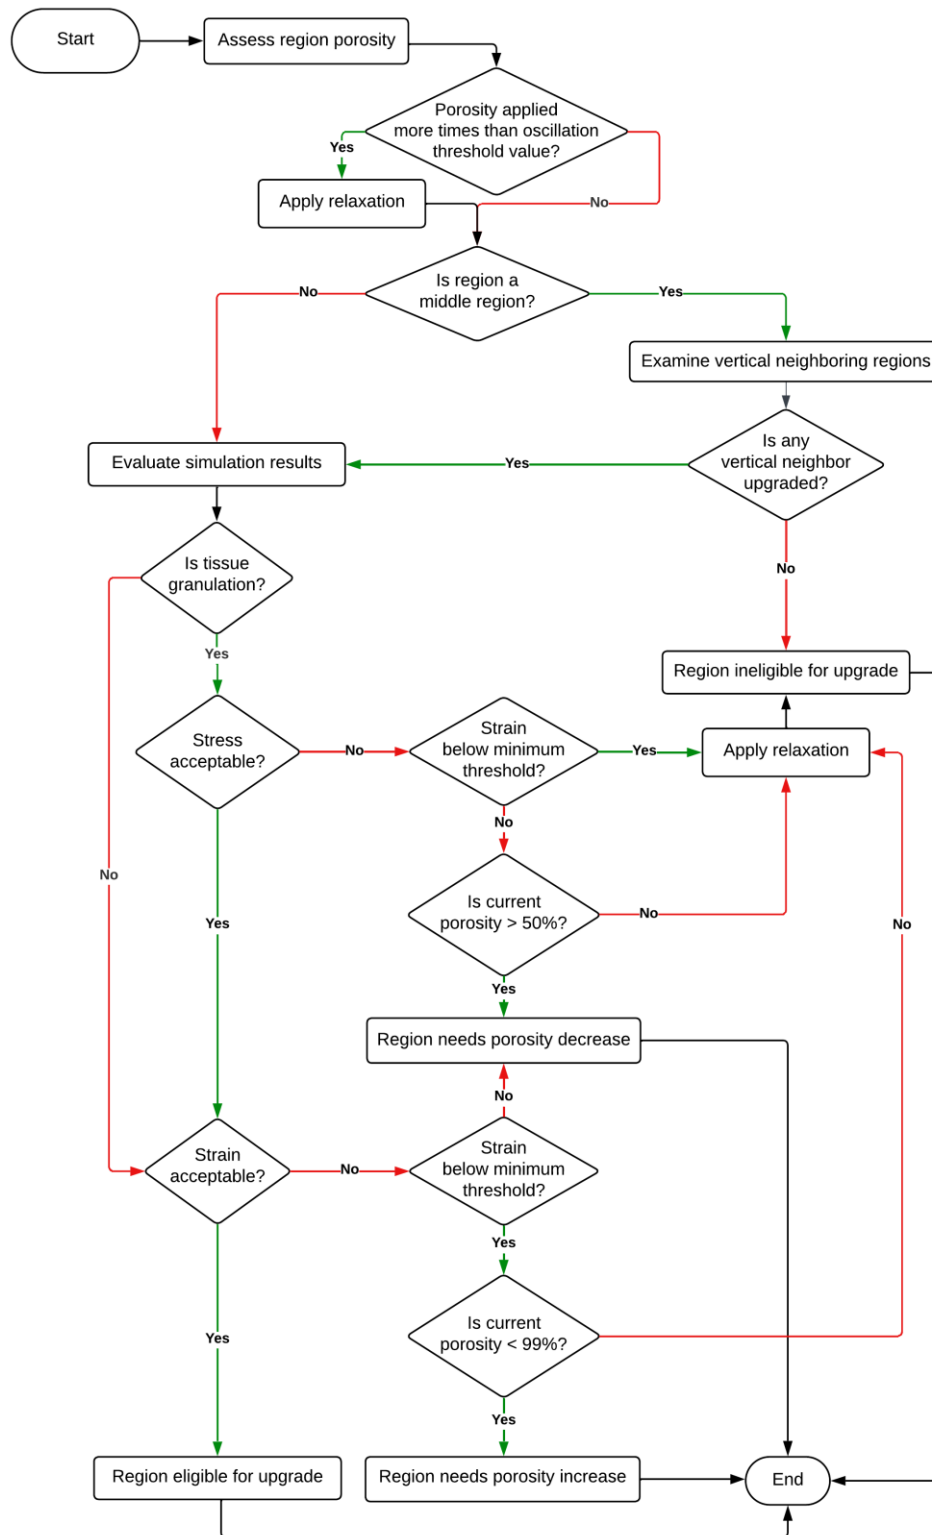 Start
Assess region porosity
Porosity applied
more times than oscillation
threshold value?
Yes
Apply relaxation
No
Is region a
middle region?
No
Yes
Examine vertical neighboring regions
Is any
vertical neighbor
upgraded?
Yes
Evaluate simulation results
No
Is tissue
granulation?
Yes
Region ineligible for upgrade
Stress
acceptable?
No
Strain
below minimum
threshold?
Yes
Apply relaxation
No
No
Is current
porosity > 50%?
No
Yes
No
Yes
Region needs porosity decrease
No
Strain
acceptable?
No
Strain
below minimum
threshold?
Yes
Is current
porosity < 99%?
Yes
Yes
Region eligible for upgrade
Region needs porosity increase
End